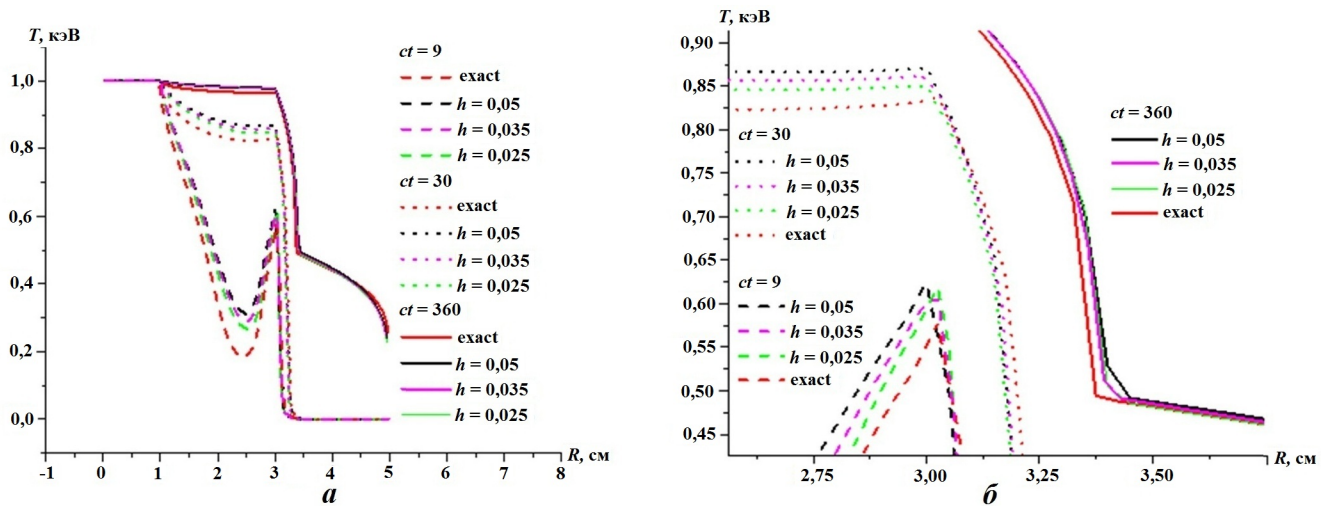 T, кэВ
1,0
0,8
0,6
0,4
0,2
0,0
-1
0
1
2
3
4
5
6
7
8
R, см
ct = 9
exact
h = 0,05
h = 0,035
h = 0,025
ct = 30
exact
h = 0,05
h = 0,035
h = 0,025
ct = 360
exact
h = 0,05
h = 0,035
h = 0,025
а
T, кэВ
0,90
0,85
0,80
0,75
0,70
0,65
0,60
0,55
0,50
0,45
2,75
3,00
3,25
3,50
R, см
ct = 30
h = 0,05
h = 0,035
h = 0,025
exact
ct = 9
h = 0,05
h = 0,035
h = 0,025
exact
ct = 360
h = 0,05
h = 0,035
h = 0,025
exact
б